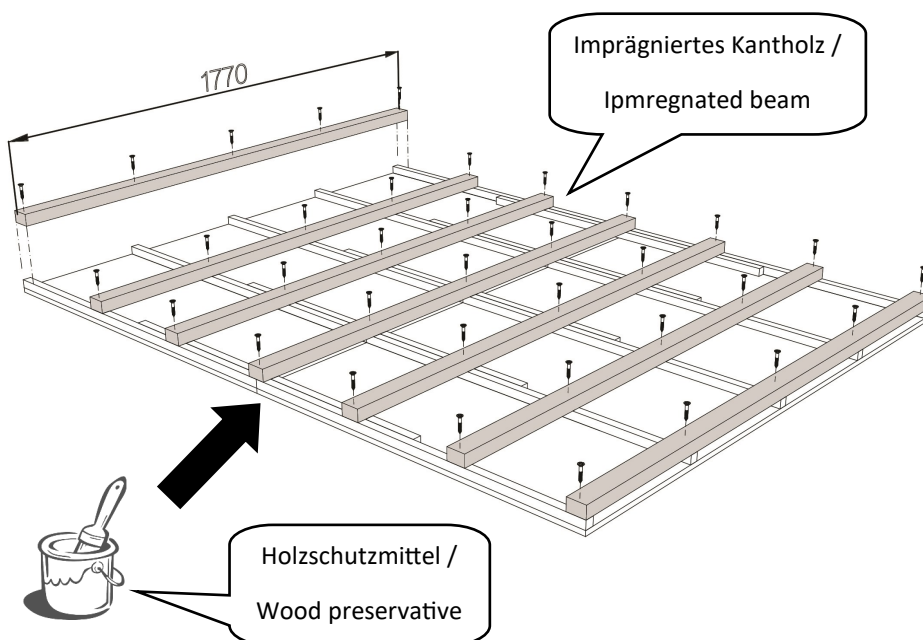 1770
Imprägniertes Kantholz /
Ipmregnated beam
Holzschutzmittel /
Wood preservative